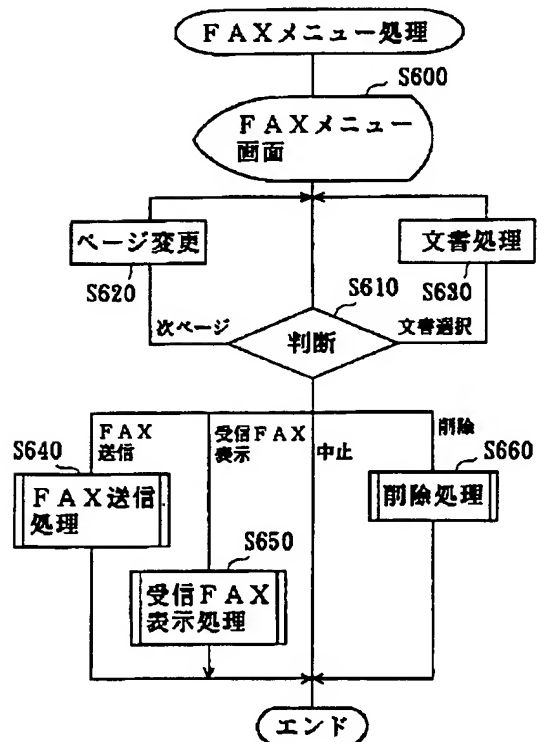 FAXメニュー処理
S600
FAXメニュー
画面
ページ変更
文書処理
S620
S630
S610
次ページ
判断
文書選択
FAX
送信
受信FAX
表示
中止
削除
S640
S660
FAX送信
処理
削除処理
S650
受信FAX
表示処理
エンド